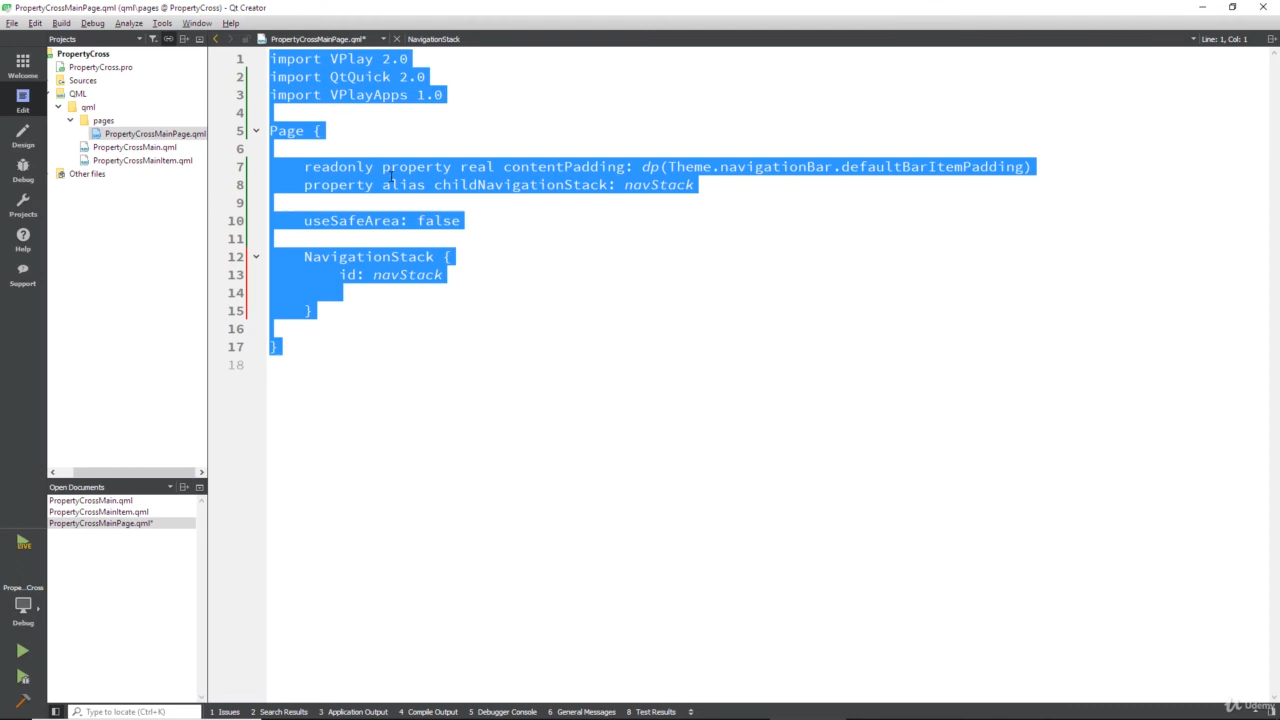 PropertyCrossMainPage.qml (qml\pages @ PropertyCross) - Qt Creator
File Edit Build Debug Analyze Tools Window Help
Projects
PropertyCrossMainPage.qml*
NavigationStack
Line: 1, Col: 1
Welcome
Edit
Design
Debug
Projects
Help
Support
PropertyCross
PropertyCross.pro
Sources
QML
qml
pages
PropertyCrossMainPage.qml
PropertyCrossMain.qml
PropertyCrossMainItem.qml
Other files
1 import VPlay 2.0
2 import QtQuick 2.0
3 import VPlayApps 1.0
4
5 Page {
6
7 readonly property real contentPadding: dp(Theme.navigationBar.defaultBarItemPadding)
8 property alias childNavigationStack: navStack
9
10 useSafeArea: false
11
12 NavigationStack {
13 id: navStack
14
15 }
16
17 }
18
Open Documents
PropertyCrossMain.qml
PropertyCrossMainItem.qml
PropertyCrossMainPage.qml*
LIVE
Prope...Cross
Debug
Type to locate (Ctrl+K)
1 Issues 2 Search Results 3 Application Output 4 Compile Output 5 Debugger Console 6 General Messages 8 Test Results
Udemy